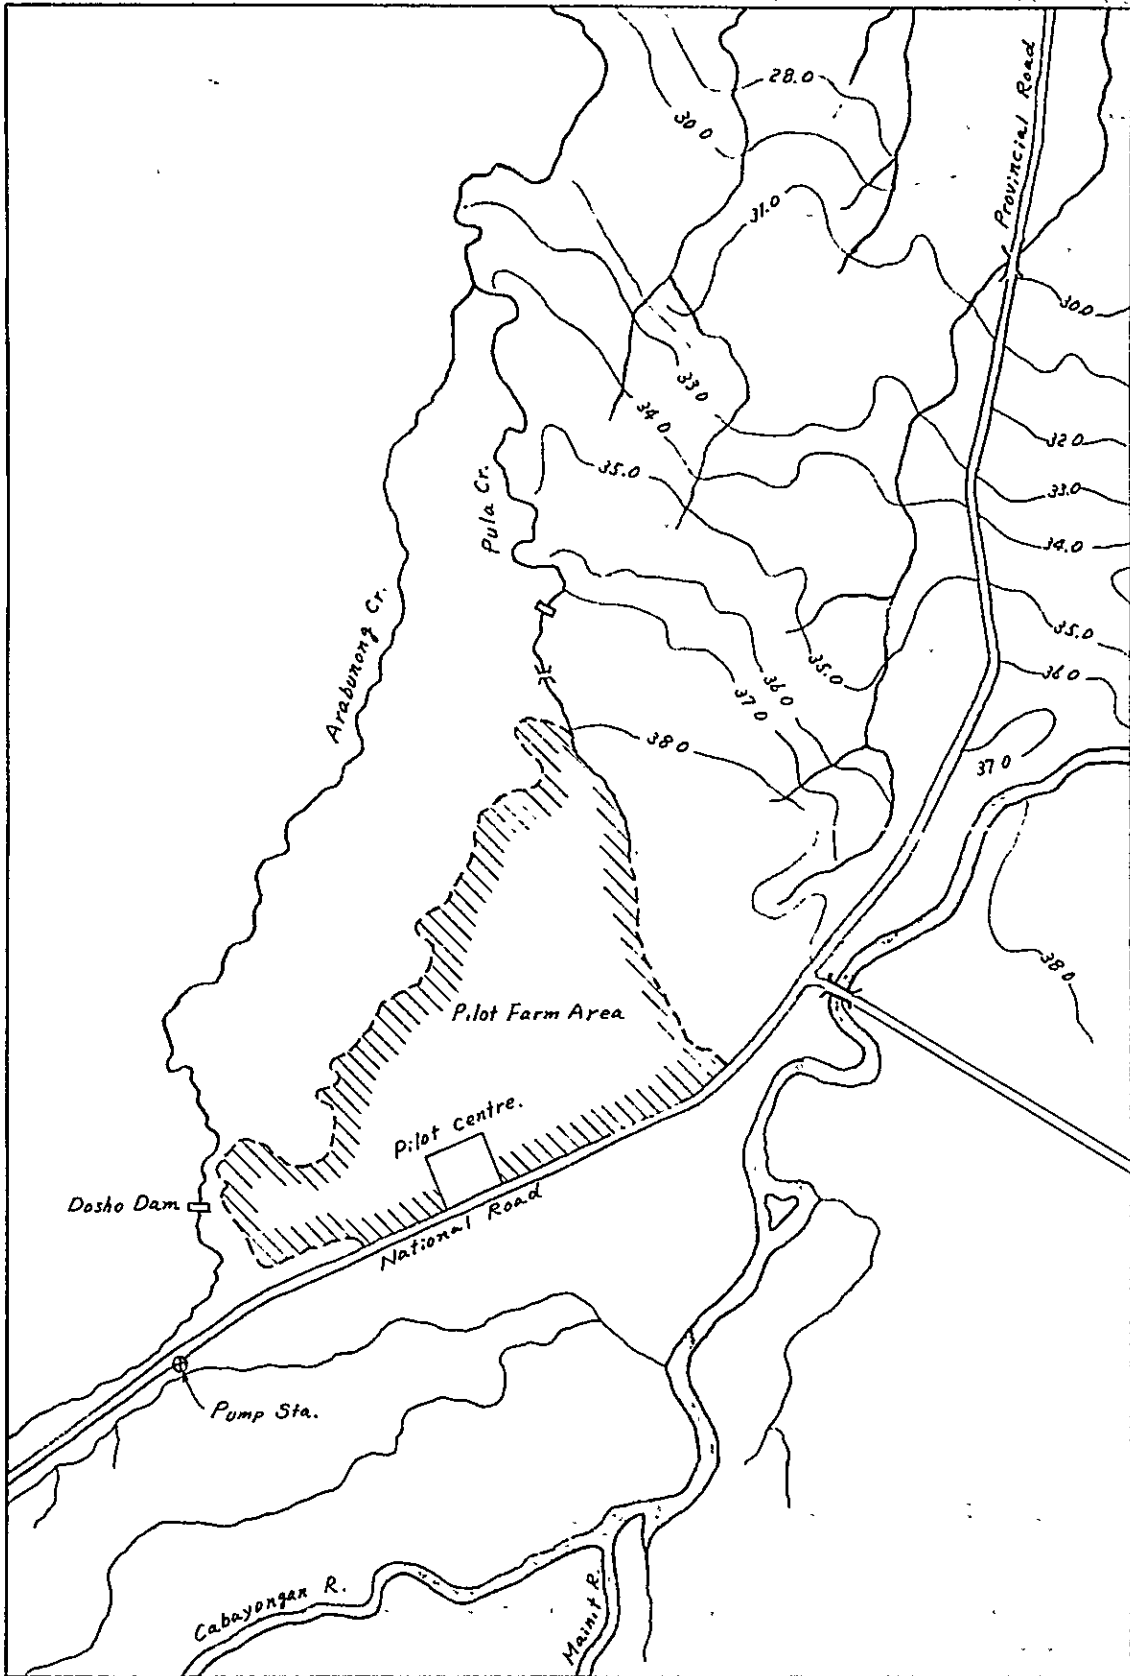 28.0
30 0
Provincial Road
31.0
30.0
33 0
34 0
32.0
35.0
33.0
Pula Cr.
34.0
Arabunong Cr.
35.0
35.0
36 0
36 0
37 0
38 0
37 0
38 0
Pilot Farm Area
Pilot centre.
Dosho Dam
National Road
Pump Sta.
Cabayongan R.
Mainit R.